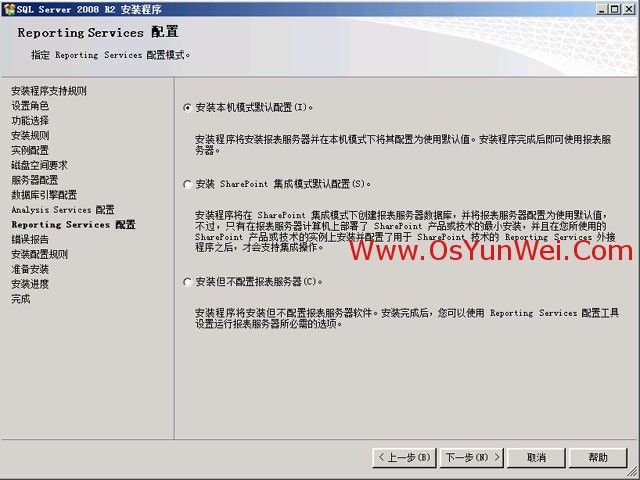 SQL Server 2008 R2 安装程序
Reporting Services 配置
指定 Reporting Services 配置模式。
安装程序支持规则
设置角色
功能选择
安装规则
实例配置
磁盘空间要求
服务器配置
数据库引擎配置
Analysis Services 配置
Reporting Services 配置
错误报告
安装配置规则
准备安装
安装进度
完成
安装本机模式默认配置(I)。
安装程序将安装报表服务器并在本机模式下将其配置为使用默认值。安装程序完成后即可使用报表服
务器。
安装 SharePoint 集成模式默认配置(S)。
安装程序将在 SharePoint 集成模式下创建报表服务器数据库，并将报表服务器配置为使用默认值，
不过，只有在报表服务器计算机上部署了 SharePoint 产品或技术的最小安装，并且在您所使用的
SharePoint 产品或技术的实例上安装并配置了用于 SharePoint 技术的 Reporting Services 外接
程序之后，才会支持集成操作。
Www.OsYunWei.Com
安装但不配置报表服务器(C)。
安装程序将安装但不配置报表服务器软件。安装完成后，您可以使用 Reporting Services 配置工具
设置运行报表服务器所必需的选项。
< 上一步(B)
下一步(N) >
取消
帮助